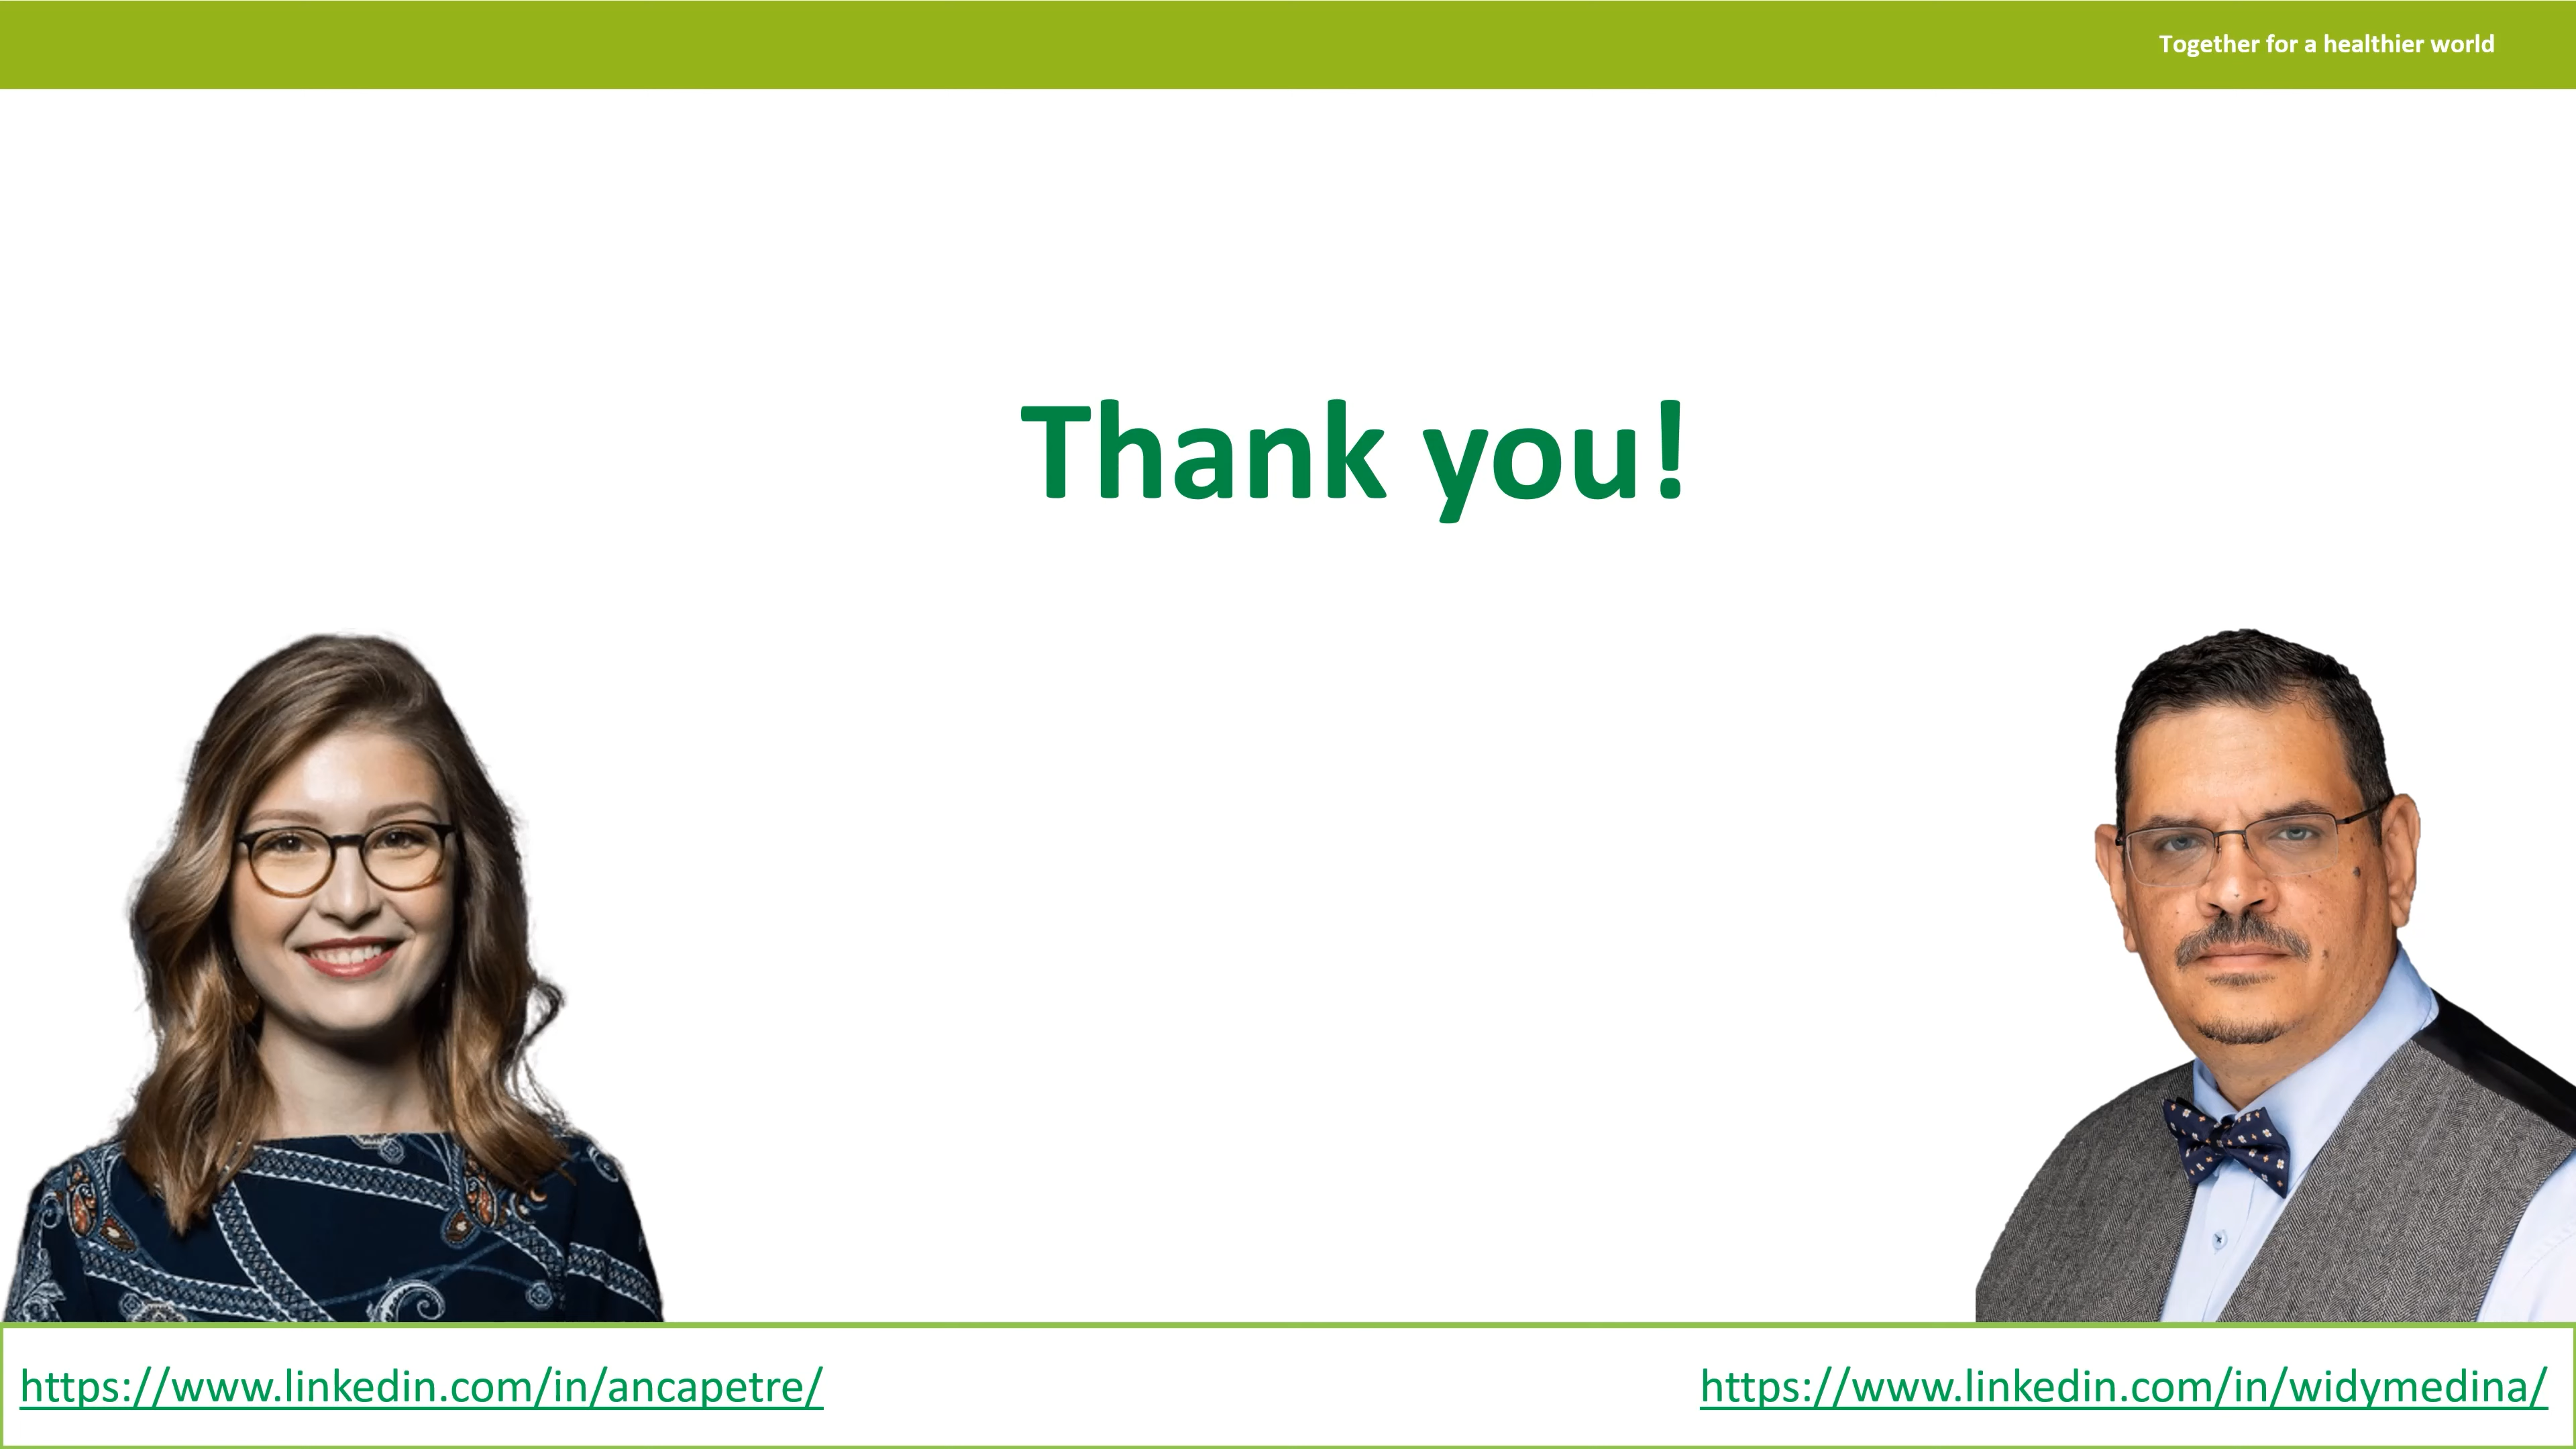 Together for a healthier world
Thank you!
https://www.linkedin.com/in/ancapetre/
https://www.linkedin.com/in/widymedina/